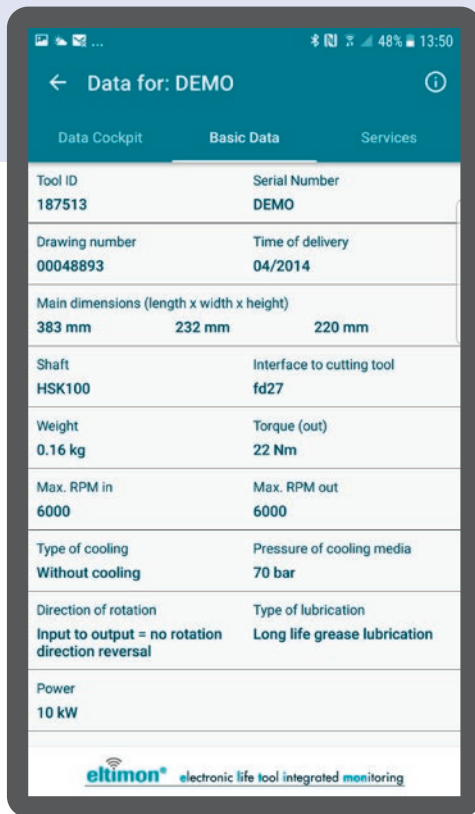 ... 48% 13:50
Data for: DEMO
Data Cockpit Basic Data Services
Tool ID Serial Number
187513 DEMO
Drawing number Time of delivery
00048893 04/2014
Main dimensions (length x width x height)
383 mm 232 mm 220 mm
Shaft Interface to cutting tool
HSK100 fd27
Weight Torque (out)
0.16 kg 22 Nm
Max. RPM in Max. RPM out
6000 6000
Type of cooling Pressure of cooling media
Without cooling 70 bar
Direction of rotation Type of lubrication
Input to output = no rotation Long life grease lubrication
direction reversal
Power
10 kW
eltimon® electronic life tool integrated monitoring